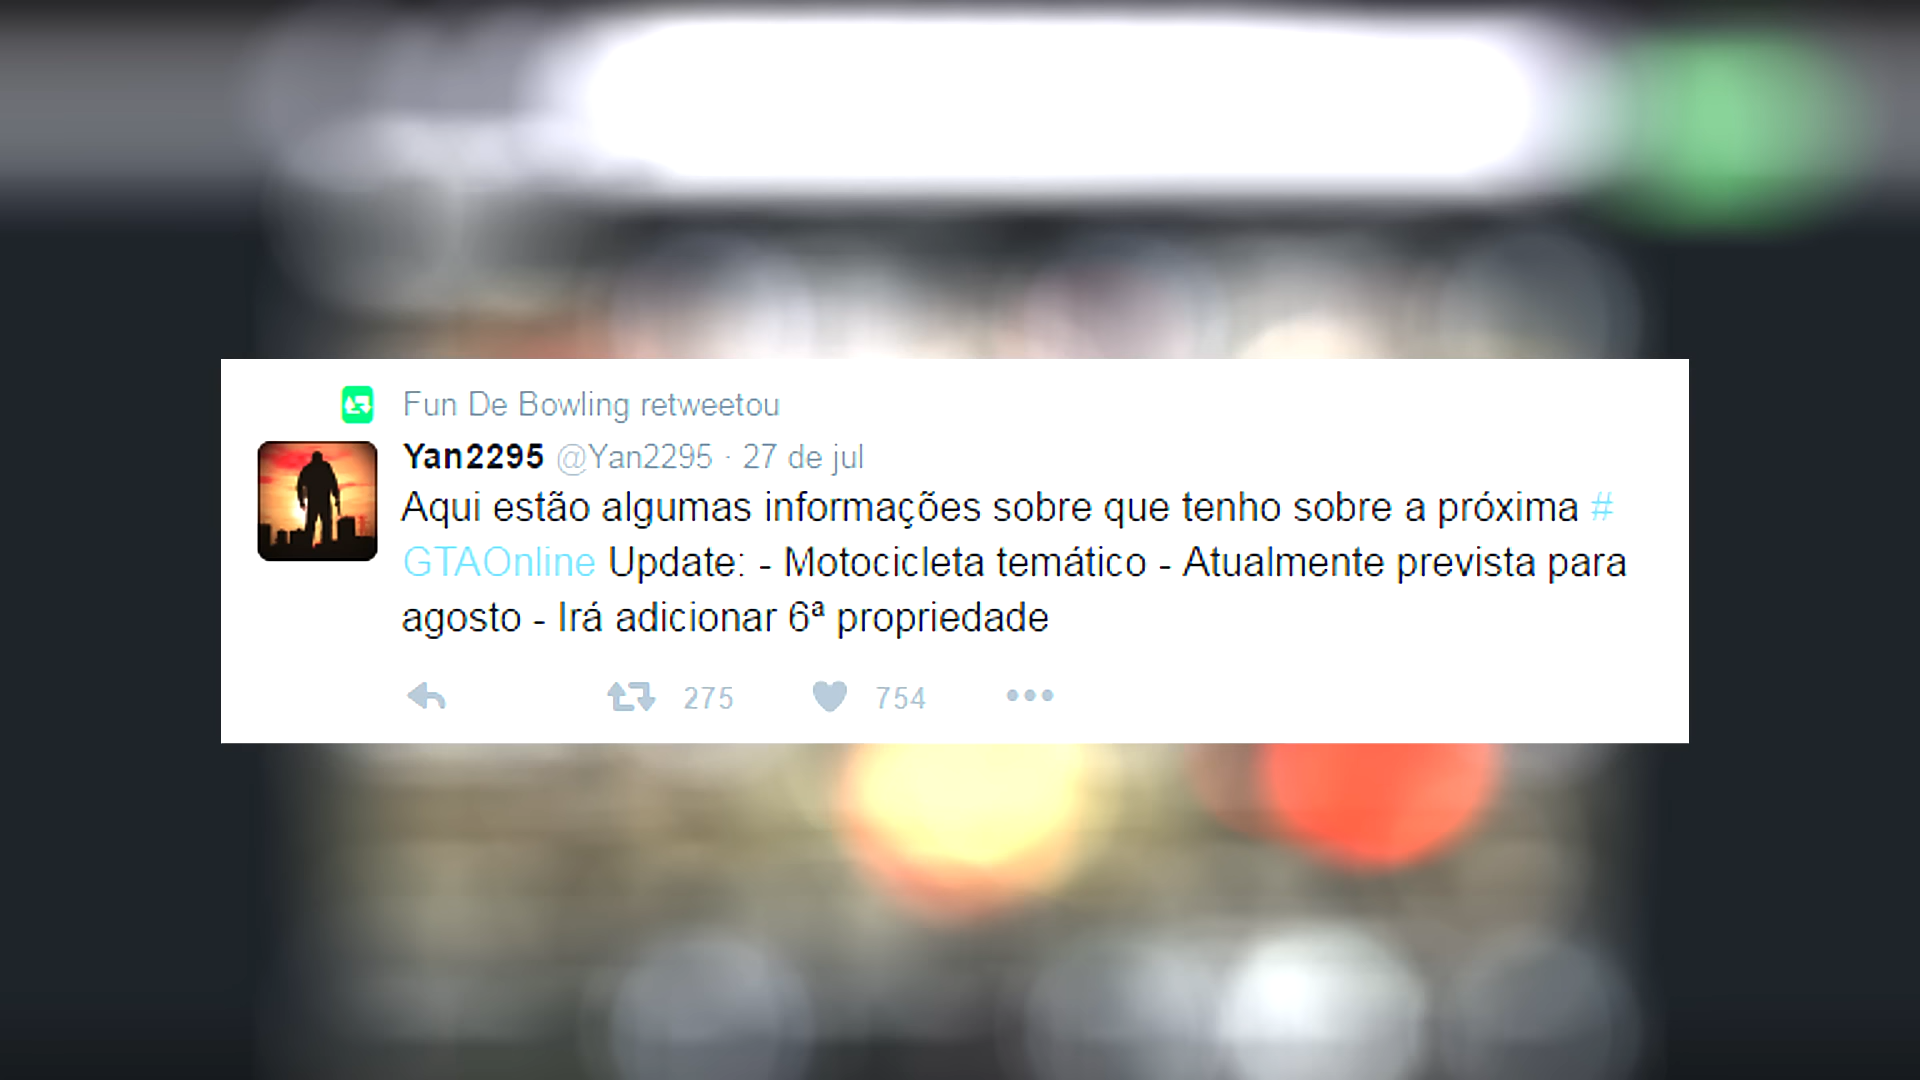 Fun De Bowling retweetou
Yan2295 @Yan2295 · 27 de jul
Aqui estão algumas informações sobre que tenho sobre a próxima #
GTAOnline Update: - Motocicleta temático - Atualmente prevista para
agosto - Irá adicionar 6ª propriedade
275 754